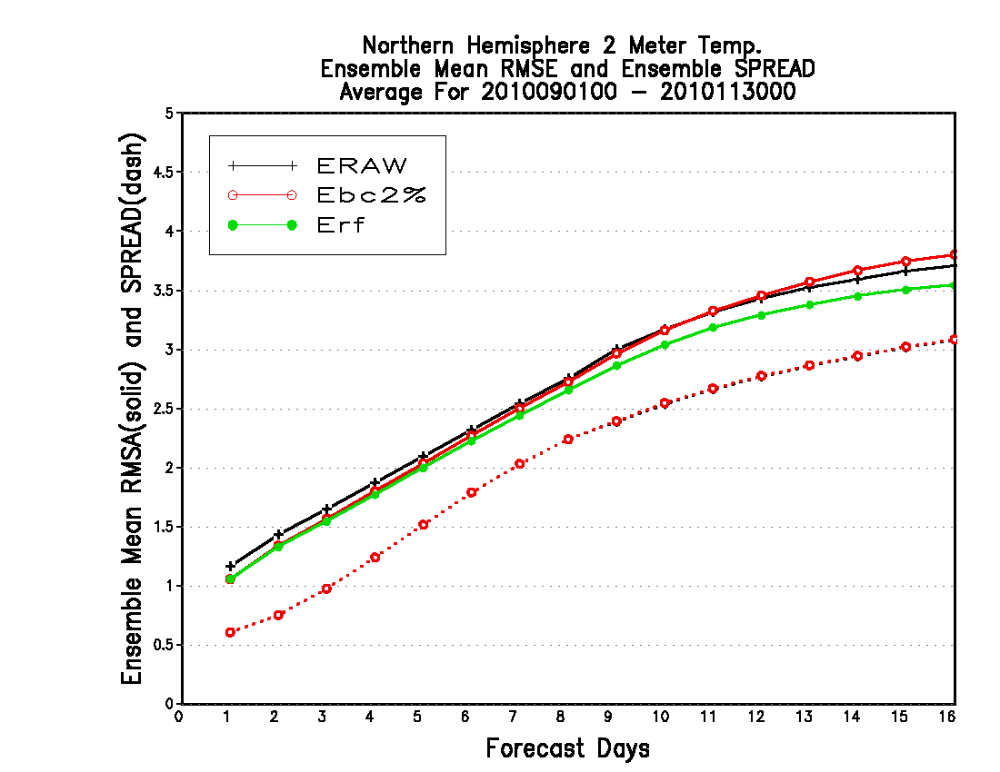 Northern Hemisphere 2 Meter Temp.
Ensemble Mean RMSE and Ensemble SPREAD
Average For 2010090100 - 2010113000
ERAW
Ebc2%
Erf
Ensemble Mean RMSA(solid) and SPREAD(dash)
5
4.5
4
3.5
3
2.5
2
1.5
1
0.5
0
0 1 2 3 4 5 6 7 8 9 10 11 12 13 14 15 16
Forecast Days